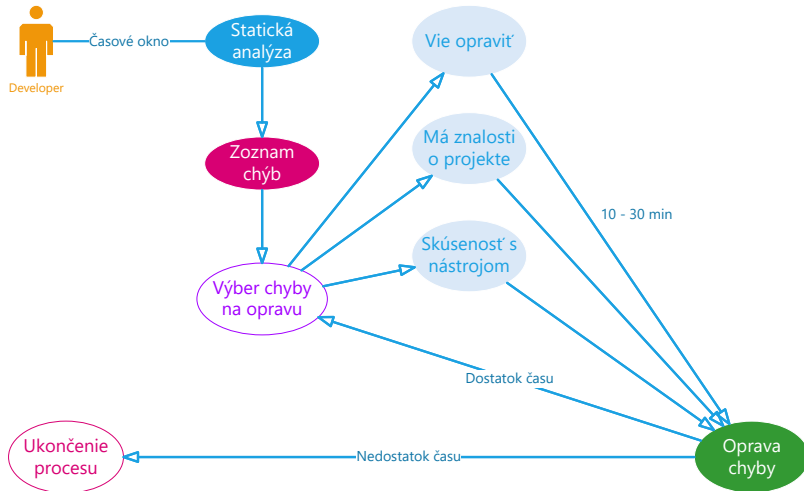 Developer
Časové okno
Statická
analýza
Vie opraviť
Zoznam
chýb
Má znalosti
o projekte
10 - 30 min
Skúsenosť s
nástrojom
Výber chyby
na opravu
Dostatok času
Ukončenie
procesu
Nedostatok času
Oprava
chyby